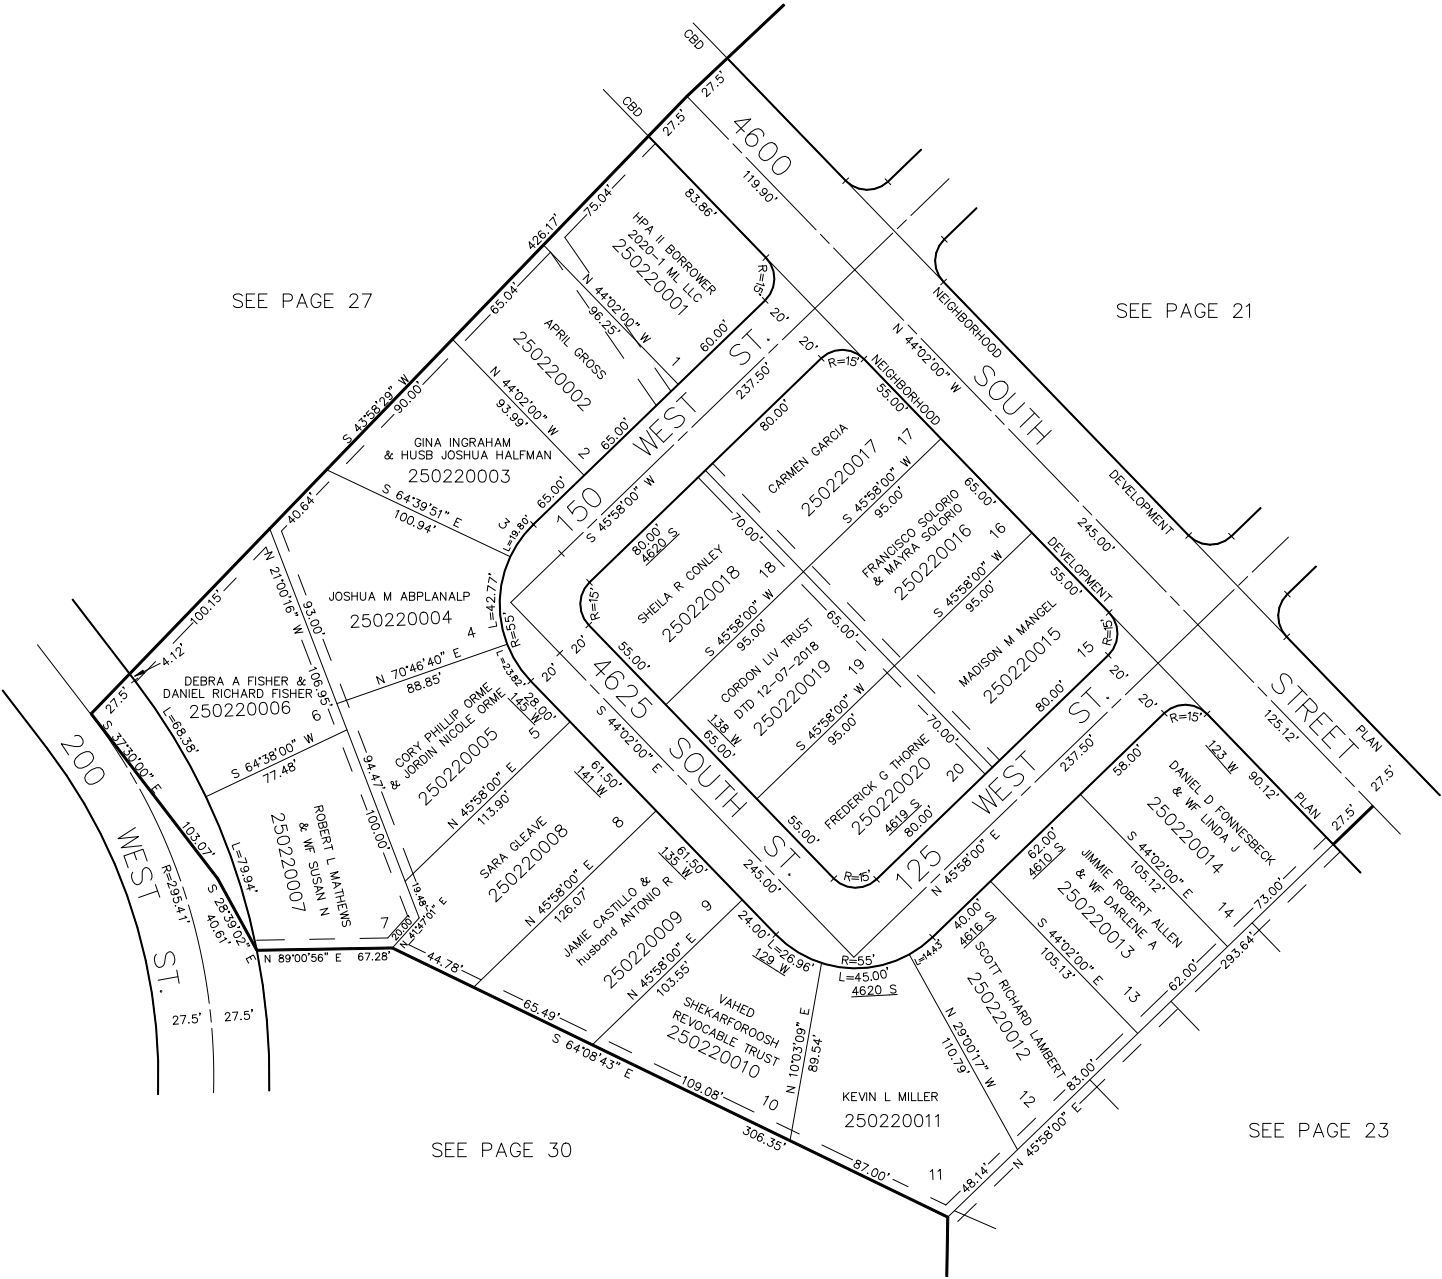 CBD
27.5'
CBD
27.5'
4600
119.90'
75.04'
83.86'
426.17'
HPA II BORROWER
2020-1 ML LLC
250220001
1
R=15'
N 44°02'00" W
96.25'
60.00'
20'
SEE PAGE 27
SEE PAGE 21
NEIGHBORHOOD
65.04'
APRIL GROSS
250220002
2
65.00'
N 44°02'00" W
93.99'
S 43°58'29" W
90.00'
GINA INGRAHAM
& HUSB JOSHUA HALFMAN
250220003
3
65.00'
L=19.80'
S 64°39'51" E
100.94'
150
WEST
ST.
237.50'
S 45°58'00" W
20'
R=15'
NEIGHBORHOOD
55.00'
N 44°02'00" W
SOUTH
DEVELOPMENT
245.00'
80.00'
CARMEN GARCIA
250220017
17
S 45°58'00" W
95.00'
65.00'
FRANCISCO SOLORIO
& MAYRA SOLORIO
250220016
16
S 45°58'00" W
95.00'
DEVELOPMENT
55.00'
R=15'
MADISON M MANGEL
250220015
15
80.00'
20'
70.00'
80.00'
4620 S
R=15'
SHEILA R CONLEY
250220018
18
55.00'
S 45°58'00" W
95.00'
65.00'
CORDON LIV TRUST
DTD 12-07-2018
250220019
19
138 W
65.00'
S 45°58'00" W
95.00'
70.00'
FREDERICK G THORNE
250220020
20
4619 S
80.00'
55.00'
R=15'
40.64'
JOSHUA M ABPLANALP
250220004
4
L=42.77'
R=55'
L=23.82'
20'
20'
N 70°46'40" E
88.85'
N 21°00'16" W
93.00'
106.95'
100.15'
4.12'
27.5'
DEBRA A FISHER &
DANIEL RICHARD FISHER
250220006
6
L=68.38'
S 37°30'00" E
S 64°38'00" W
77.48'
CORY PHILLIP ORME
& JORDIN NICOLE ORME
250220005
5
28.00'
145 W
N 45°58'00" E
113.90'
94.47'
100.00'
4625
SOUTH
ST.
S 44°02'00" E
245.00'
61.50'
141 W
SARA GLEAVE
250220008
8
N 45°58'00" E
126.07'
61.50'
135 W
JAMIE CASTILLO &
husband ANTONIO R
250220009
9
N 45°58'00" E
103.55'
24.00'
L=26.96'
129 W
ROBERT L MATHEWS
& WF SUSAN N
250220007
7
L=79.94'
103.07'
S 28°39'02" E
40.61'
200
WEST
ST.
R=295.41'
27.5'
27.5'
N 89°00'56" E
67.28'
19.48'
20.00'
N 41°47'01" E
44.78'
65.49'
S 64°08'43" E
109.08'
306.35'
87.00'
VAHED
SHEKARFOROOSH
REVOCABLE TRUST
250220010
10
N 10°03'09" E
89.54'
R=55'
L=45.00'
4620 S
KEVIN L MILLER
250220011
11
L=14.43'
40.00'
4616 S
N 29°00'17" W
110.79'
SCOTT RICHARD LAMBERT
250220012
12
48.14'
N 45°58'00" E
83.00'
125
WEST
ST.
N 45°58'00" E
237.50'
20'
R=15'
62.00'
4610 S
JIMMIE ROBERT ALLEN
& WF DARLENE A
250220013
13
S 44°02'00" E
105.13'
62.00'
58.00'
123 W
90.12'
DANIEL D FONNESBECK
& WF LINDA J
250220014
14
S 44°02'00" E
105.12'
73.00'
293.64'
STREET
125.12'
PLAN
27.5'
PLAN
27.5'
SEE PAGE 30
SEE PAGE 23